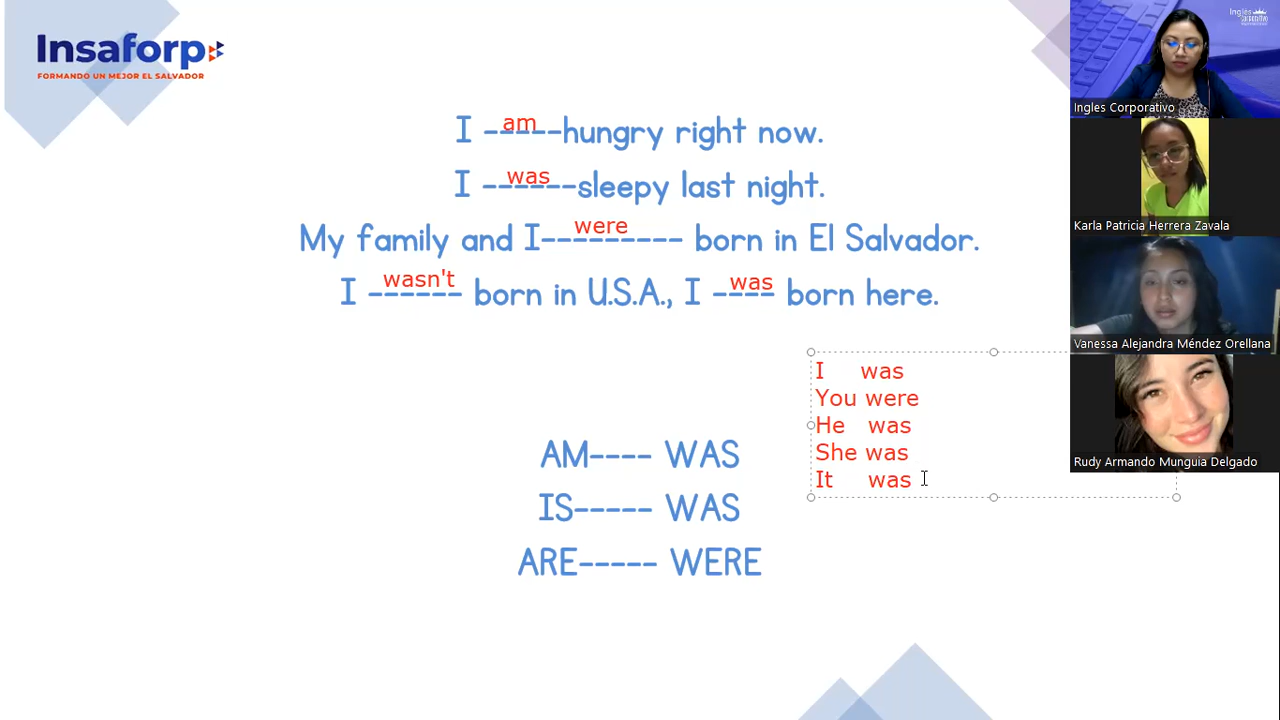 Insaforp
FORMANDO UN MEJOR EL SALVADOR
I -----hungry right now.
am
I -------sleepy last night.
was
My family and I--------- born in El Salvador.
were
I ------ born in U.S.A., I ---- born here.
wasn't was
I was
You were
He was
She was
It was
AM---- WAS
IS----- WAS
ARE----- WERE
Ingles Corporativo
Karla Patricia Herrera Zavala
Vanessa Alejandra Méndez Orellana
Rudy Armando Munguia Delgado